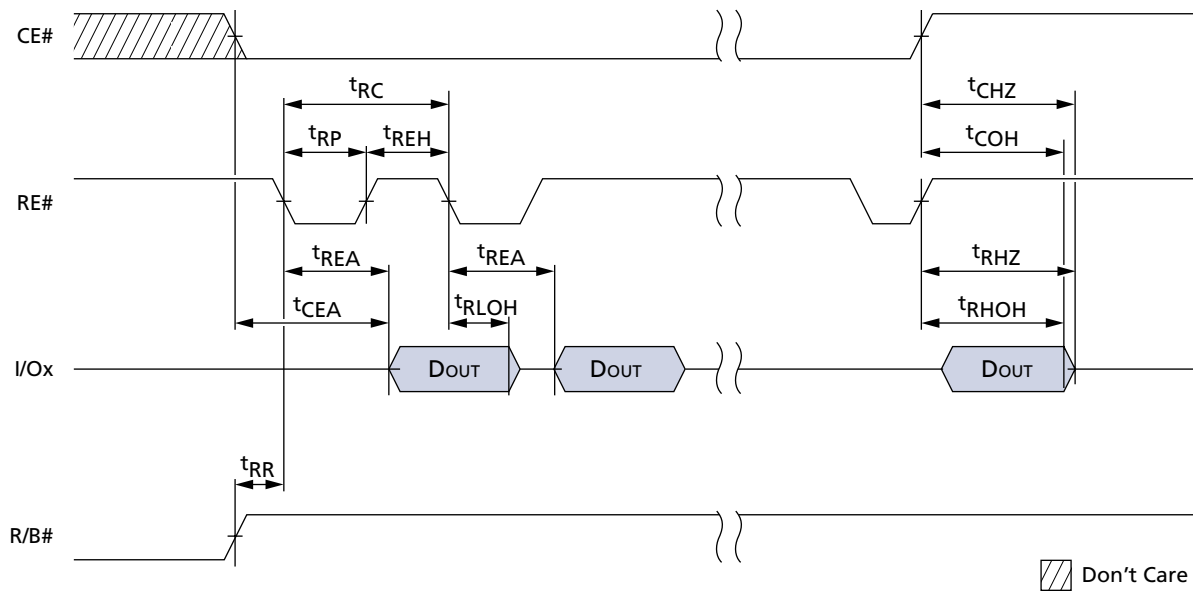 CE#
tRC
tCHZ
tRP
tREH
tCOH
RE#
tREA
tREA
tRHZ
tCEA
tRLOH
tRHOH
I/Ox
DOUT
DOUT
DOUT
tRR
R/B#
Don't Care